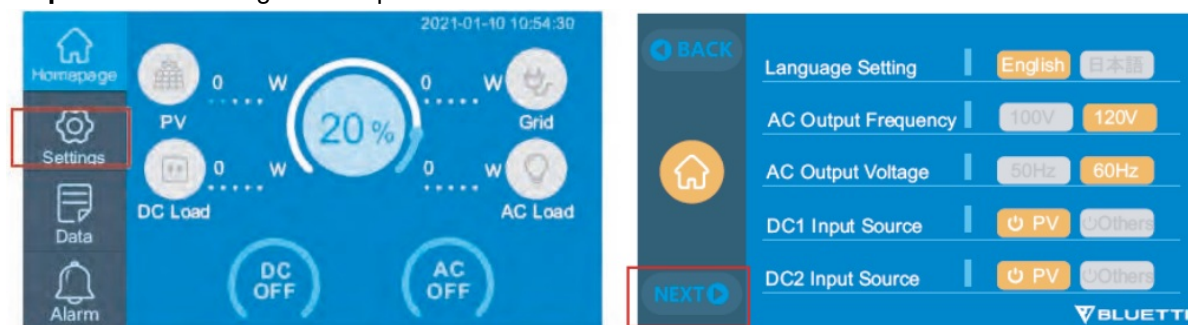 2021-01-10 10:54:30
Homepage
Settings
Data
Alarm
0 W
PV
0 W
DC Load
20 %
0 W
Grid
0 W
AC Load
DC
OFF
AC
OFF
BACK
NEXT
Language Setting English 日本語
AC Output Frequency 100V 120V
AC Output Voltage 50Hz 60Hz
DC1 Input Source PV Others
DC2 Input Source PV Others
BLUETTI